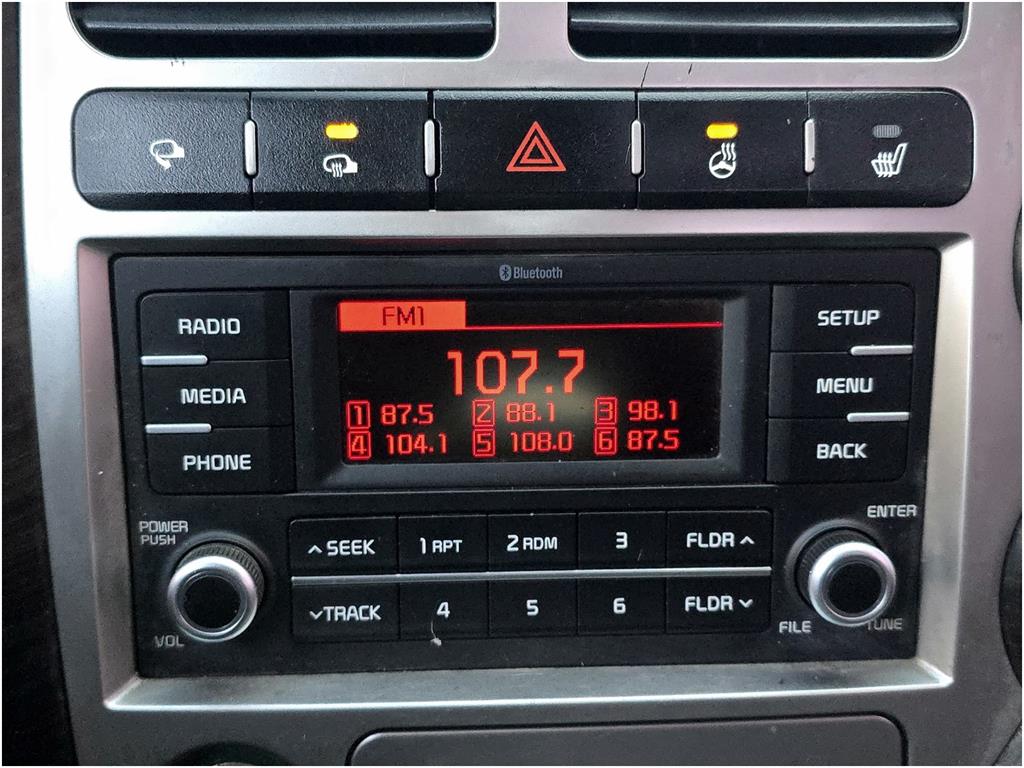 Bluetooth
RADIO
MEDIA
PHONE
FM1
107.7
1 87.5 2 88.1 3 98.1
4 104.1 5 108.0 6 87.5
SETUP
MENU
BACK
POWER
PUSH
VOL
SEEK 1 RPT 2 RDM 3 FLDR
TRACK 4 5 6 FLDR
ENTER
FILE TUNE